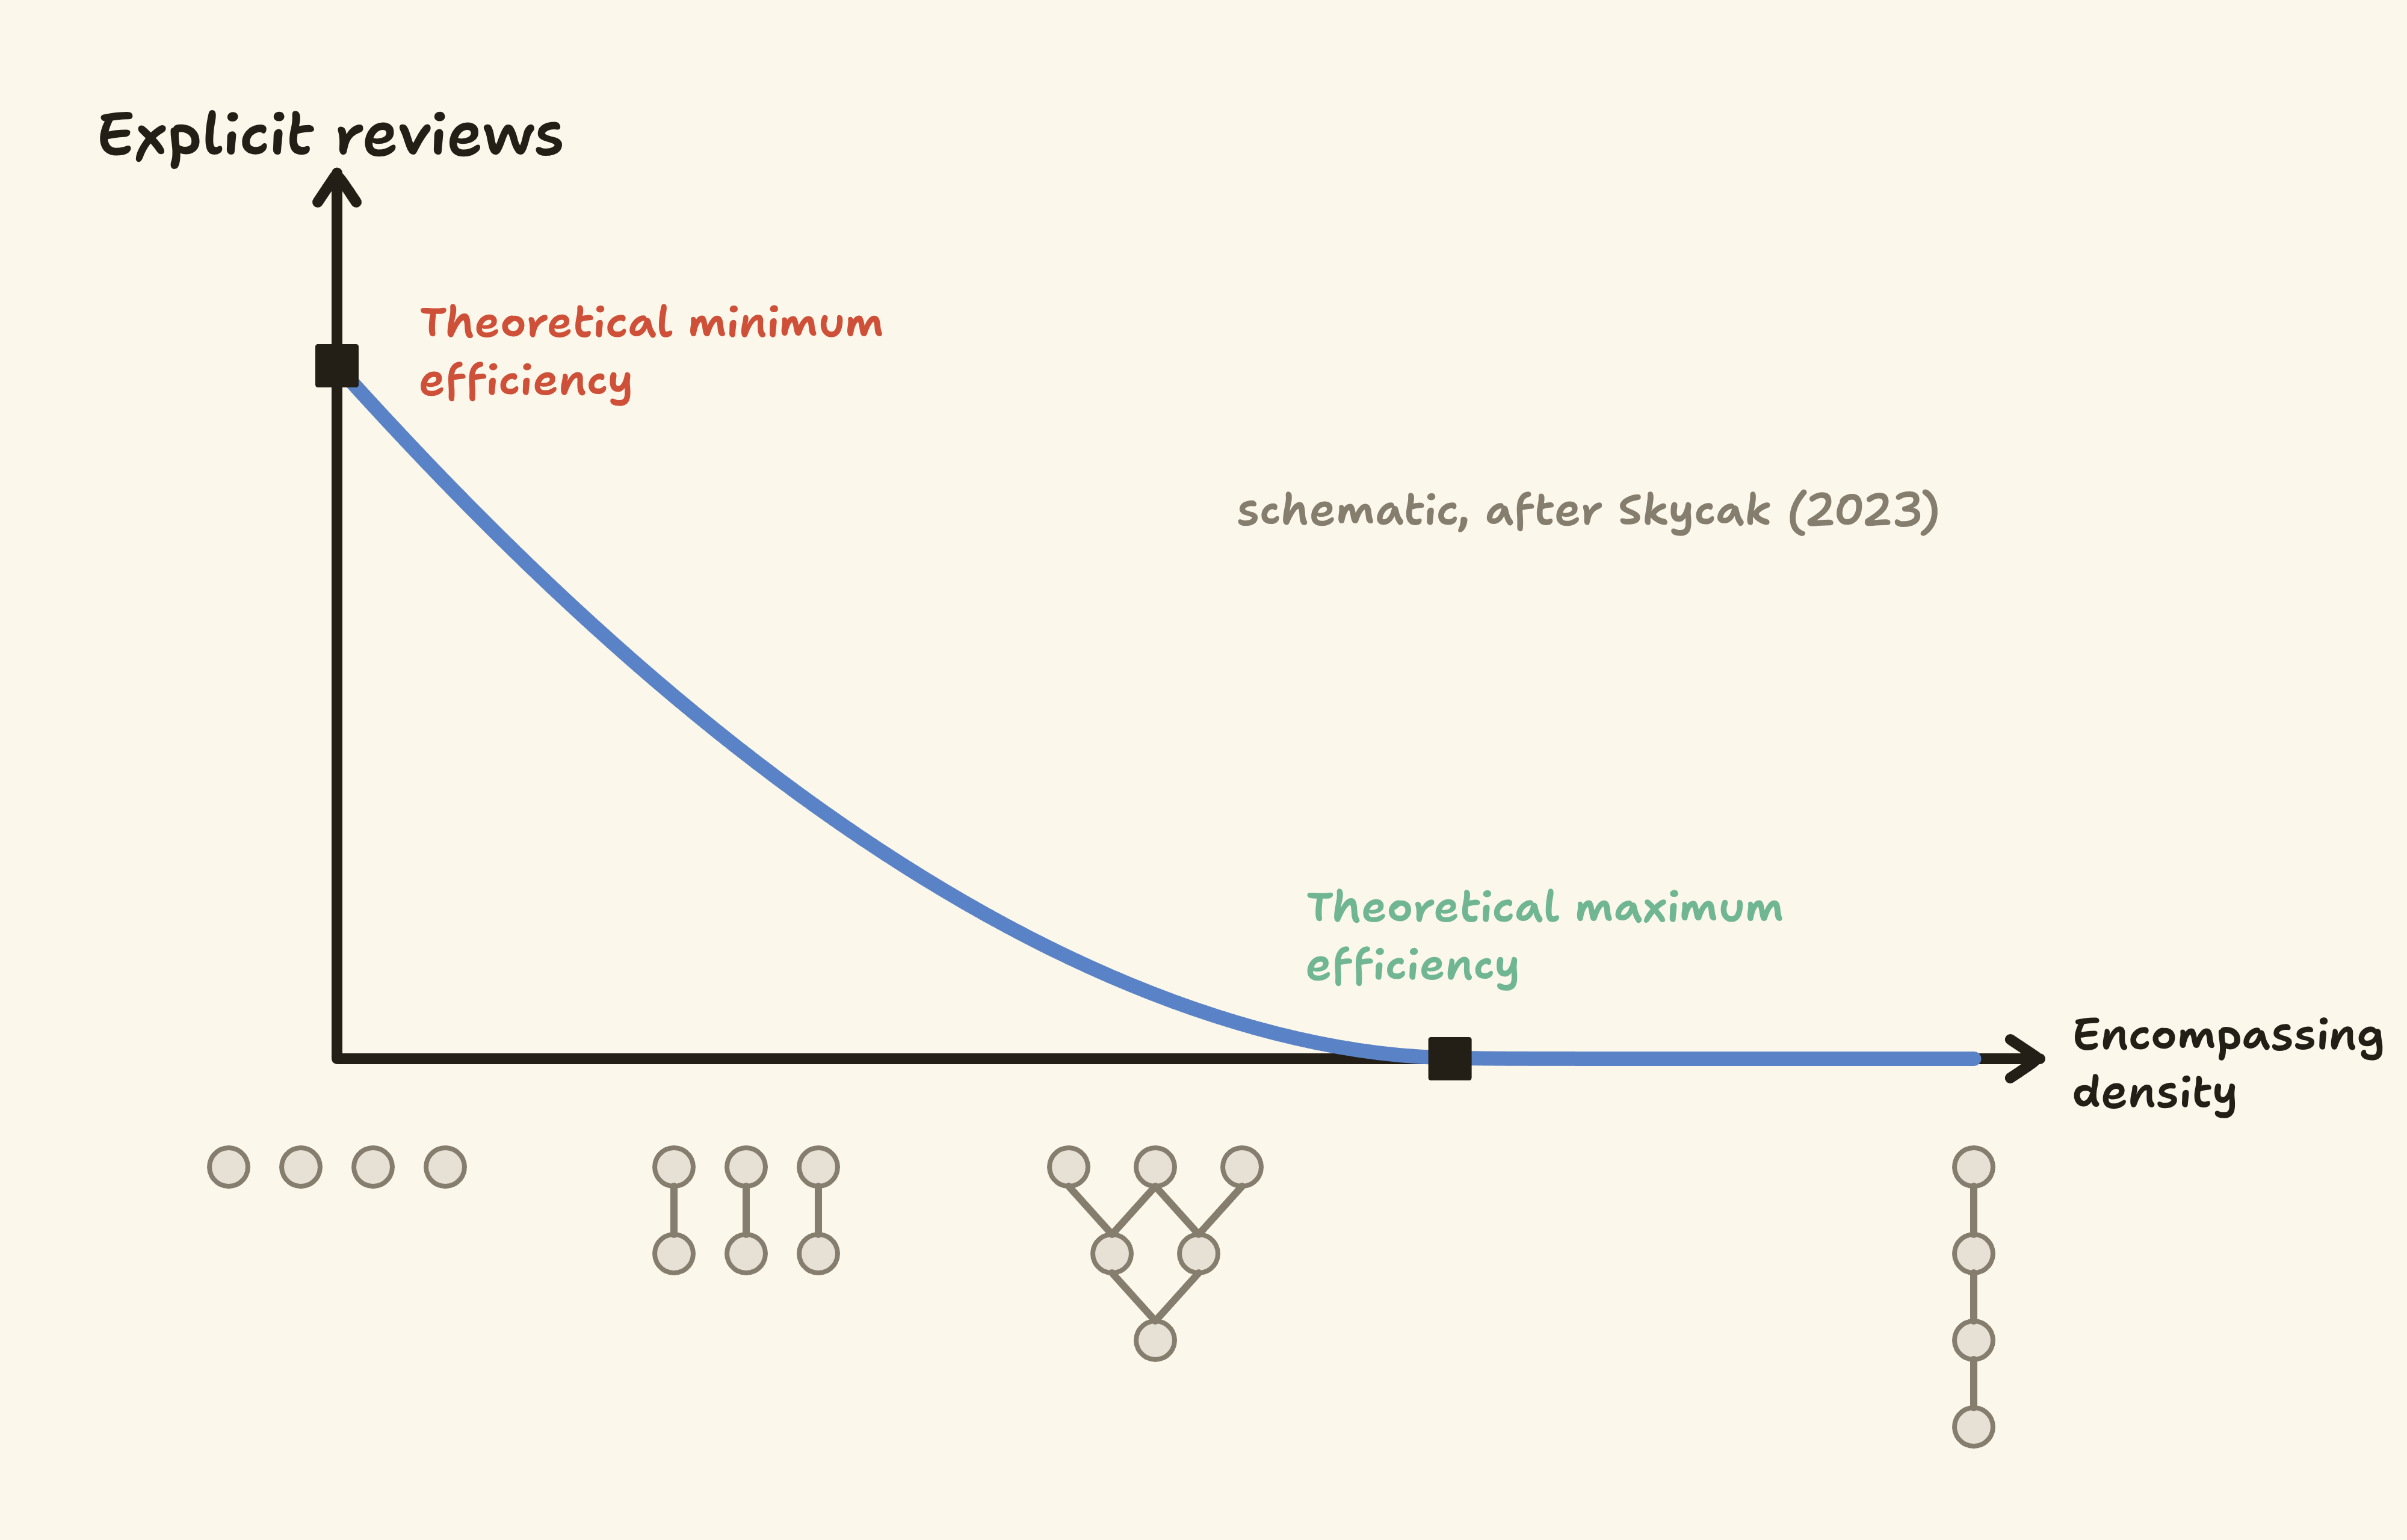 Explicit reviews
Theoretical minimum
efficiency
schematic, after Skycak (2023)
Theoretical maximum
efficiency
Encompassing
density